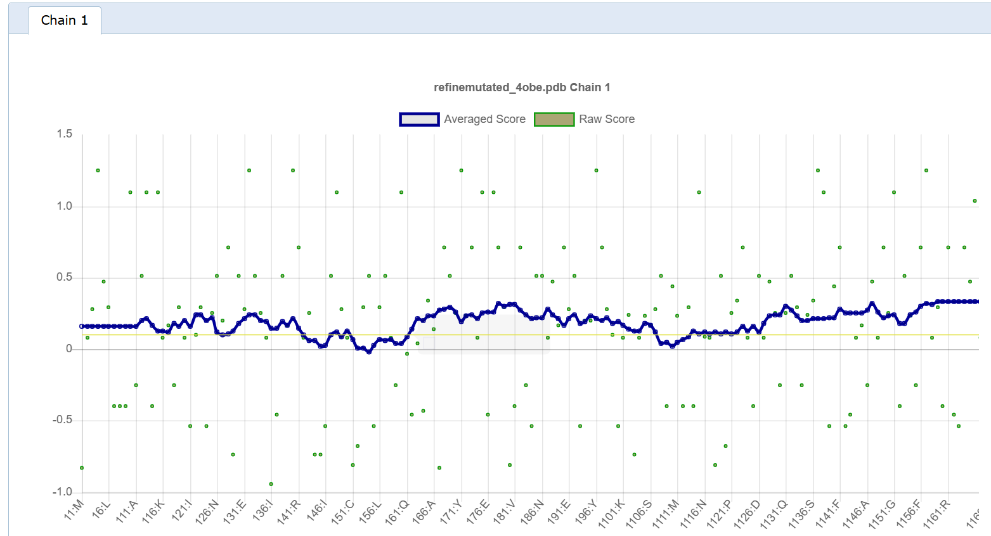 Chain 1
refinemutated_4obe.pdb Chain 1
Averaged Score Raw Score
1.5
1.0
0.5
0
-0.5
-1.0
11:M 16:L 111:A 116:K 121:I 126:N 131:E 136:I 141:R 146:I 151:C 156:L 161:Q 166:A 171:Y 176:E 181:V 186:N 191:E 196:Y 1101:K 1106:S 1111:M 1116:N 1121:P 1126:D 1131:Q 1136:S 1141:F 1146:A 1151:G 1156:F 1161:R